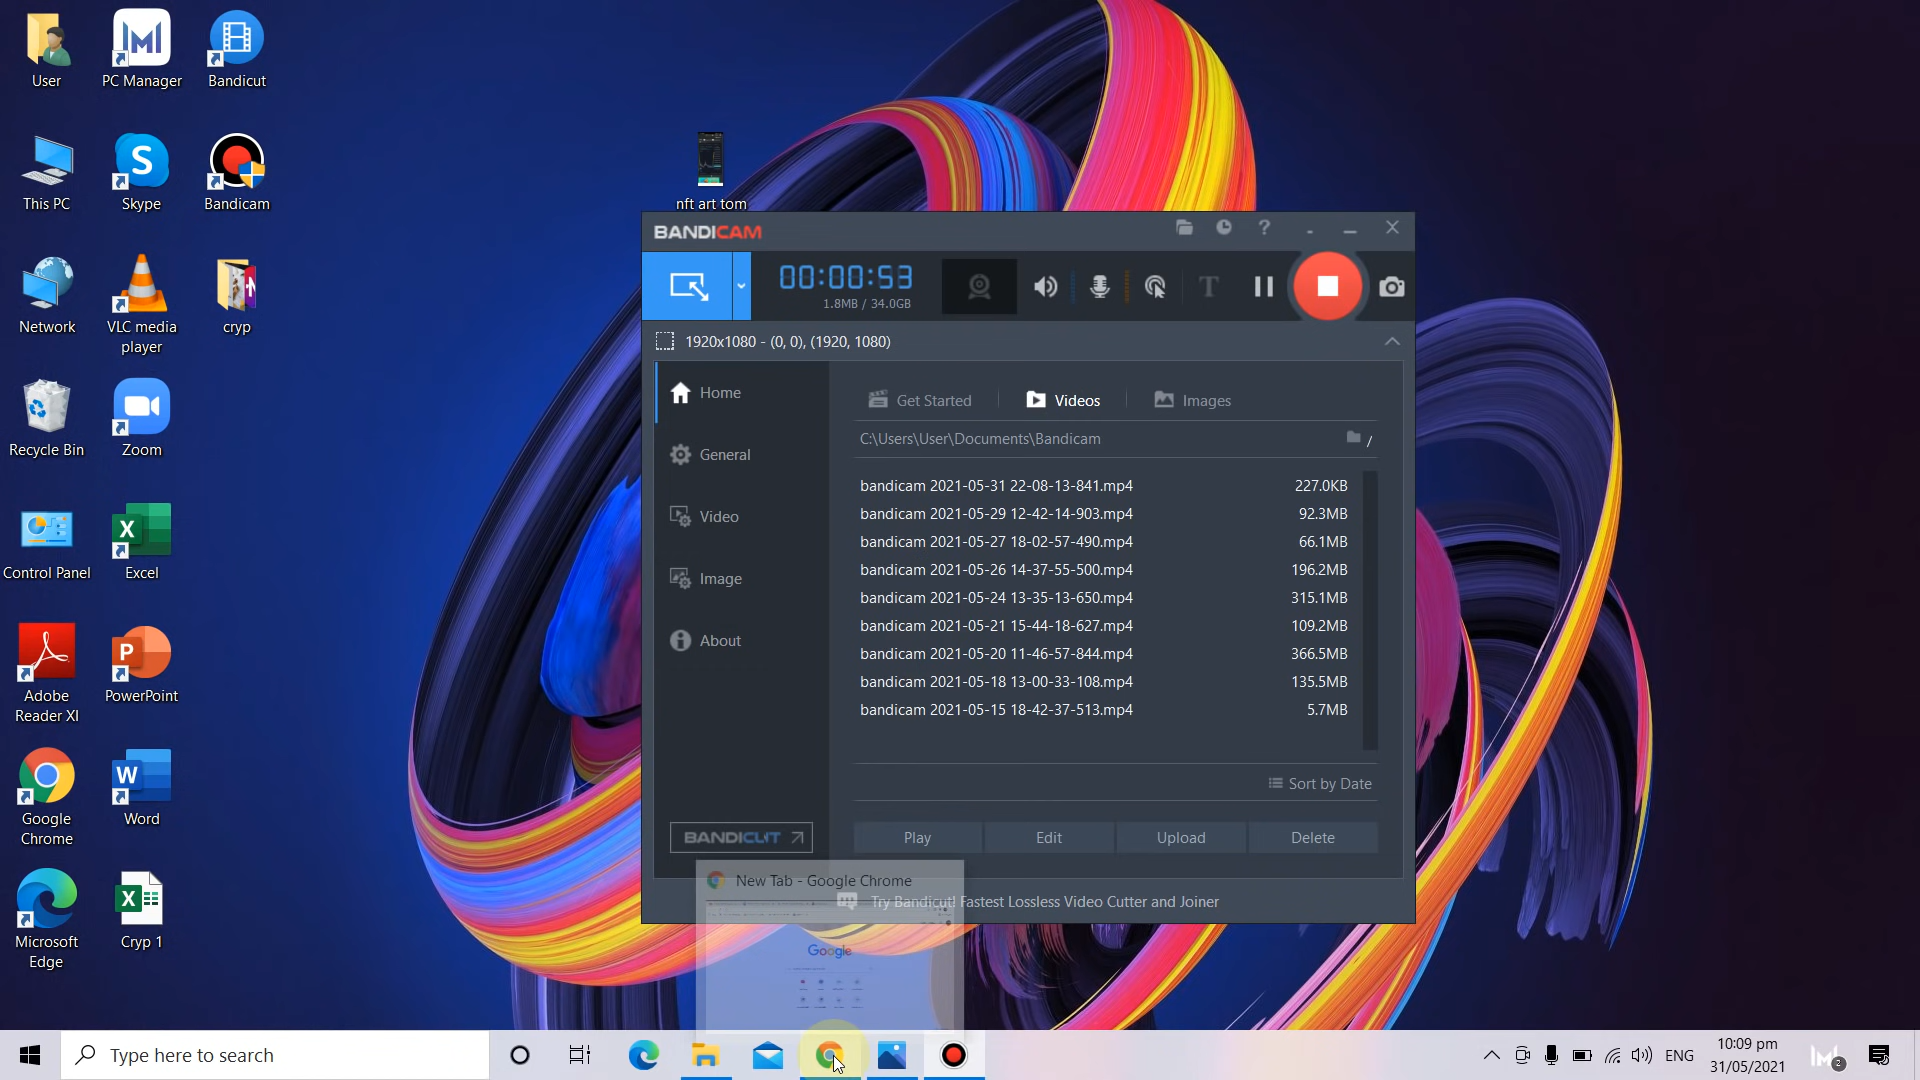 User
PC Manager
Bandicut
This PC
Skype
Bandicam
Network
VLC media
player
cryp
Recycle Bin
Zoom
Control Panel
Excel
Adobe
Reader XI
PowerPoint
Google
Chrome
Word
Microsoft
Edge
Cryp 1
nft art tom
BANDICAM
00:00:53
1.8MB / 34.0GB
1920x1080 - (0, 0), (1920, 1080)
Home
General
Video
Image
About
Get Started
Videos
Images
C:\Users\User\Documents\Bandicam
bandicam 2021-05-31 22-08-13-841.mp4 227.0KB
bandicam 2021-05-29 12-42-14-903.mp4 92.3MB
bandicam 2021-05-27 18-02-57-490.mp4 66.1MB
bandicam 2021-05-26 14-37-55-500.mp4 196.2MB
bandicam 2021-05-24 13-35-13-650.mp4 315.1MB
bandicam 2021-05-21 15-44-18-627.mp4 109.2MB
bandicam 2021-05-20 11-46-57-844.mp4 366.5MB
bandicam 2021-05-18 13-00-33-108.mp4 135.5MB
bandicam 2021-05-15 18-42-37-513.mp4 5.7MB
Sort by Date
BANDICUT
Play
Edit
Upload
Delete
New Tab - Google Chrome
Try Bandicut! Fastest Lossless Video Cutter and Joiner
Google
Type here to search
ENG
10:09 pm
31/05/2021
2